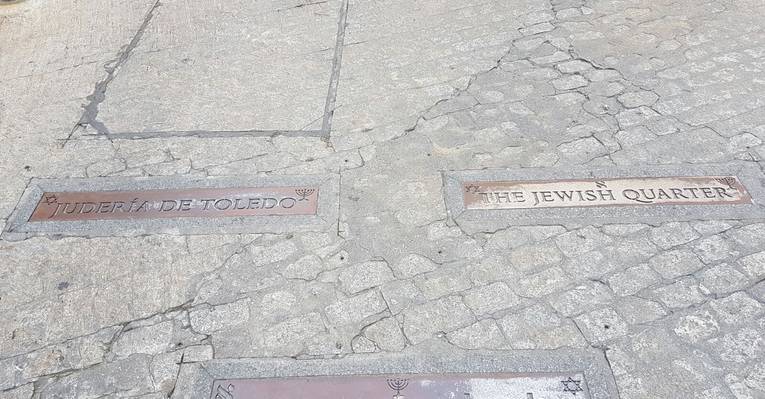 JUDERÍA DE TOLEDO
THE JEWISH QUARTER